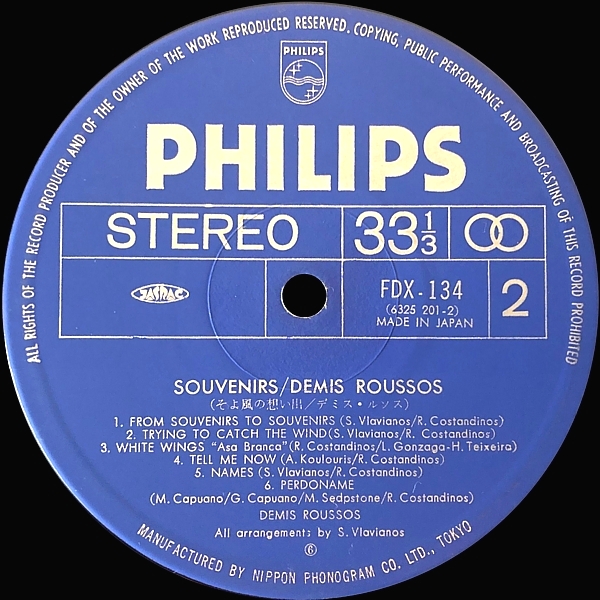 ALL RIGHTS OF THE RECORD PRODUCER AND OF THE OWNER OF THE WORK REPRODUCED RESERVED. COPYING, PUBLIC PERFORMANCE AND BROADCASTING OF THIS RECORD PROHIBITED
PHILIPS
PHILIPS
STEREO 33 1/3
JASRAC
FDX-134
(6325 201-2)
MADE IN JAPAN
2
SOUVENIRS/DEMIS ROUSSOS
(そよ風の想い出/デミス・ルソス)
1. FROM SOUVENIRS TO SOUVENIRS (S. Vlavianos/R. Costandinos)
2. TRYING TO CATCH THE WIND (S. Vlavianos/R. Costandinos)
3. WHITE WINGS "Asa Branca" (R. Costandinos/L. Gonzaga-H. Teixeira)
4. TELL ME NOW (A. Koulouris/R. Costandinos)
5. NAMES (S. Vlavianos/R. Costandinos)
6. PERDONAME
(M. Capuano/G. Capuano/M. Sedpstone/R. Costandinos)
DEMIS ROUSSOS
All arrangements by S. Vlavianos
⑥
MANUFACTURED BY NIPPON PHONOGRAM CO. LTD., TOKYO